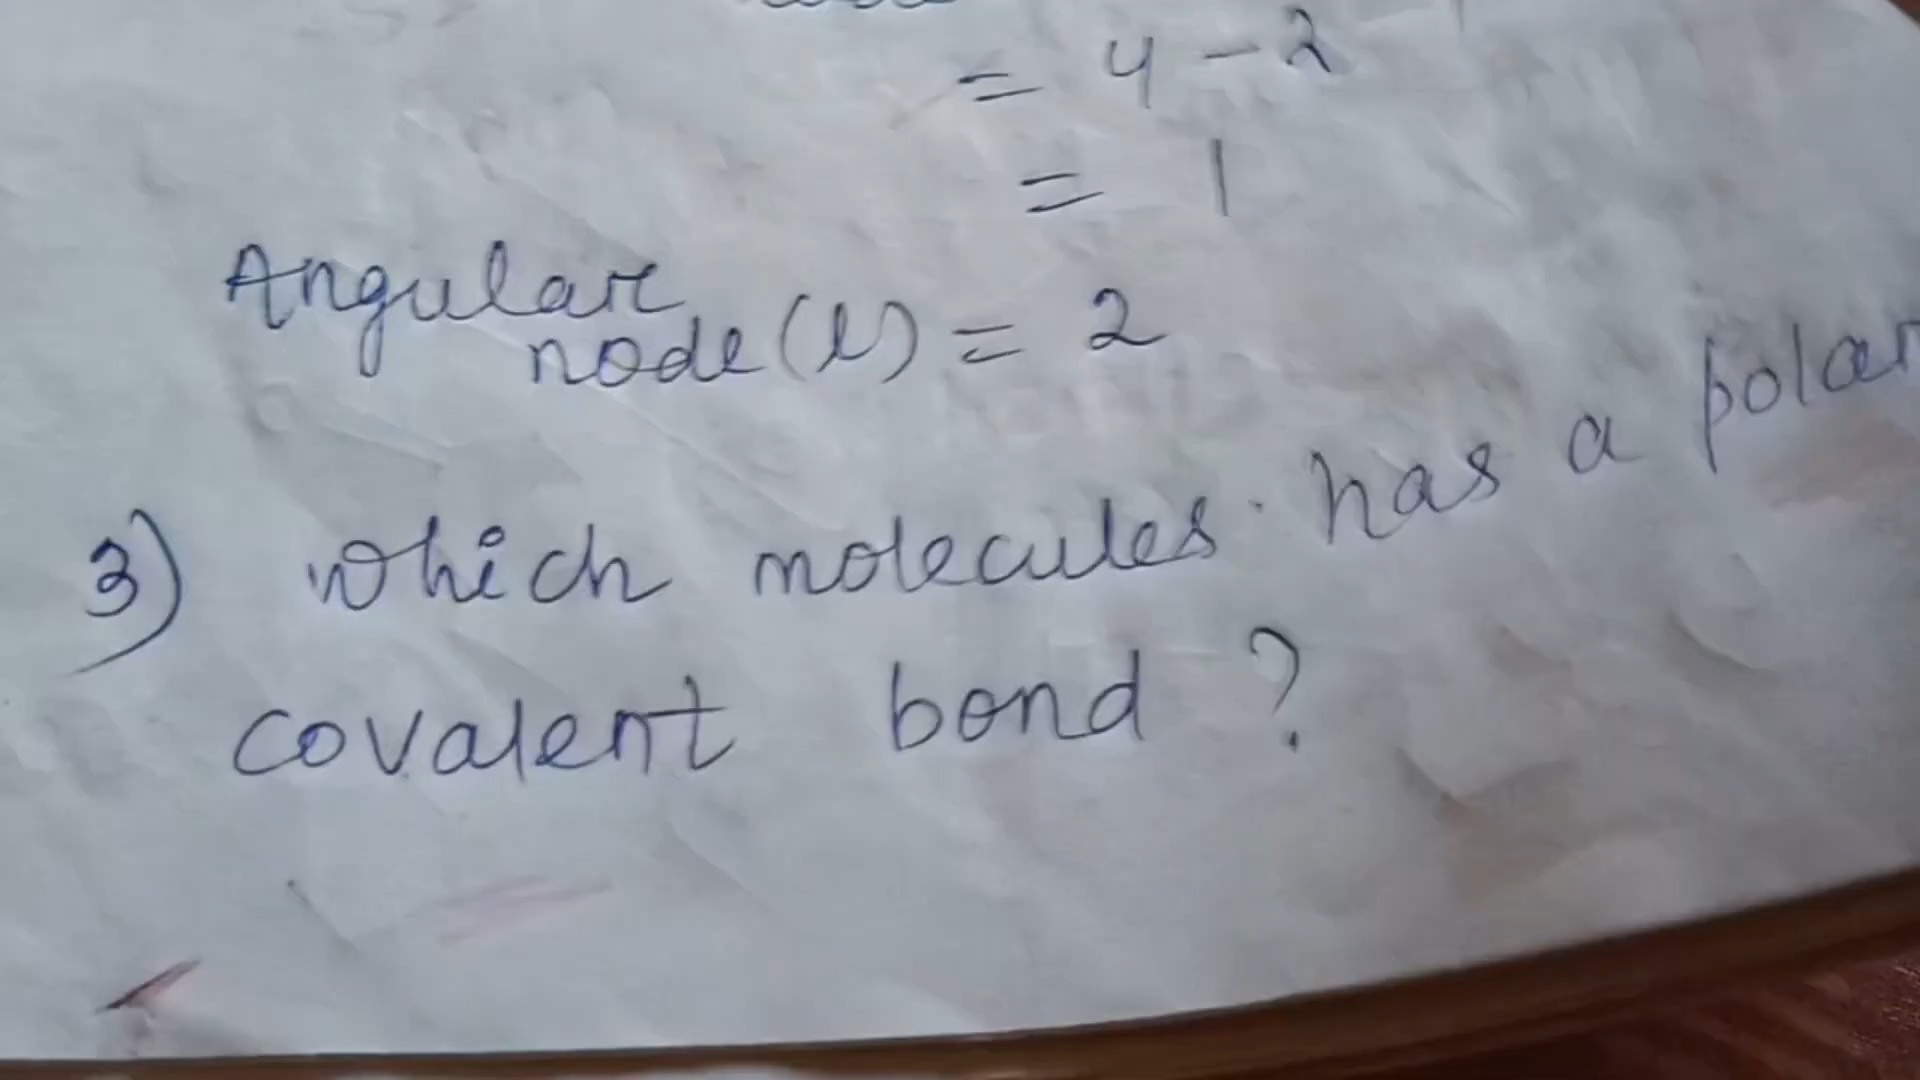 = 4 - 2
= 1
Angular
node (l) = 2
3) which molecules has a polar
covalent bond ?